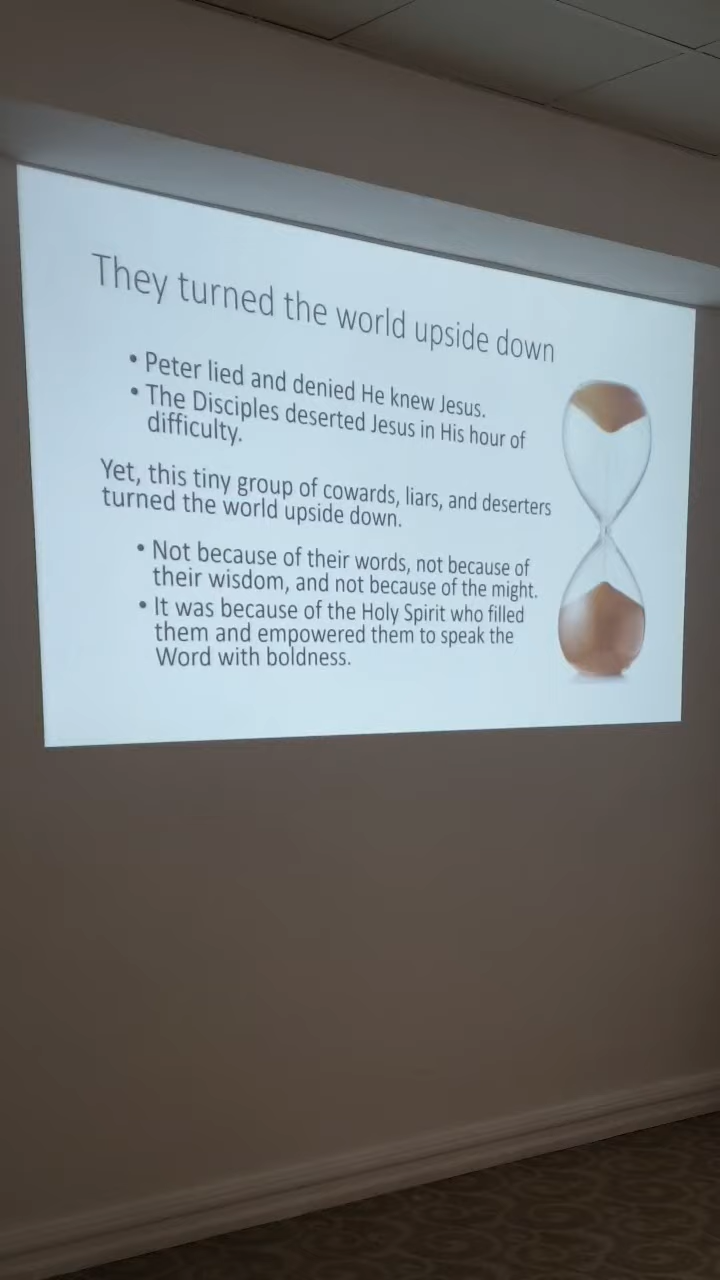 They turned the world upside down
• Peter lied and denied He knew Jesus.
• The Disciples deserted Jesus in His hour of
difficulty.
Yet, this tiny group of cowards, liars, and deserters
turned the world upside down.
• Not because of their words, not because of
their wisdom, and not because of the might.
• It was because of the Holy Spirit who filled
them and empowered them to speak the
Word with boldness.